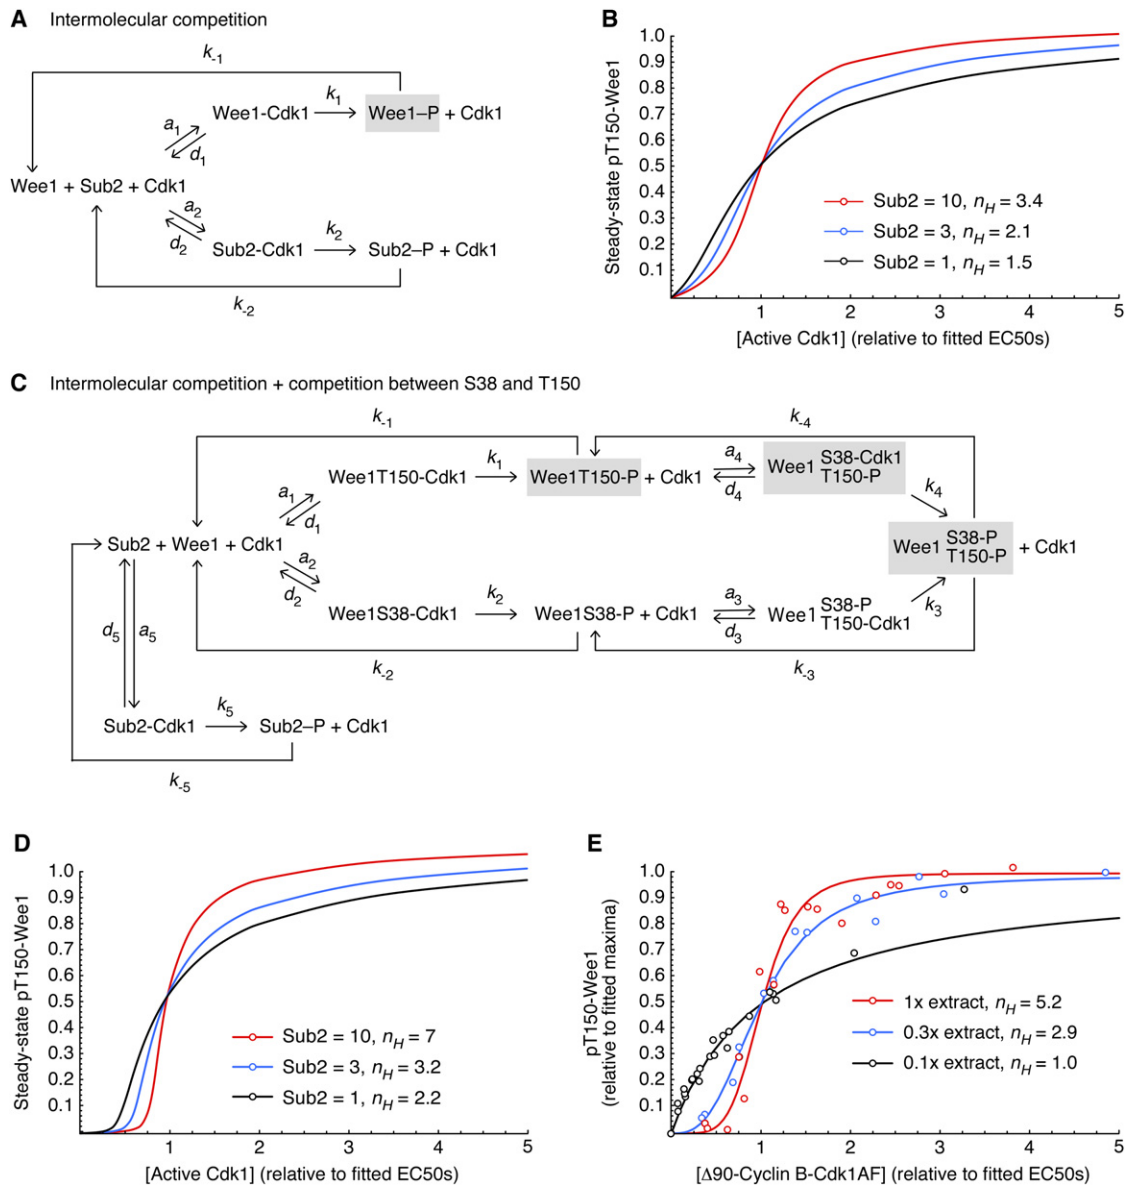 A Intermolecular competition
k-1
Wee1-Cdk1 k1 Wee1–P + Cdk1
a1
d1
Wee1 + Sub2 + Cdk1
a2
d2
Sub2-Cdk1 k2 Sub2–P + Cdk1
k-2
B
Steady-state pT150-Wee1
1.0
0.9
0.8
0.7
0.6
0.5
0.4
0.3
0.2
0.1
Sub2 = 10, nH = 3.4
Sub2 = 3, nH = 2.1
Sub2 = 1, nH = 1.5
1 2 3 4 5
[Active Cdk1] (relative to fitted EC50s)
C Intermolecular competition + competition between S38 and T150
k-1 k-4
Wee1T150-Cdk1 k1 Wee1T150-P + Cdk1 a4 d4 Wee1 S38-Cdk1 T150-P
k4
a1
d1
Sub2 + Wee1 + Cdk1
Wee1 S38-P T150-P + Cdk1
a2
d2
Wee1S38-Cdk1 k2 Wee1S38-P + Cdk1 a3 d3 Wee1 S38-P T150-Cdk1
k3
d5 a5
k-2 k-3
Sub2-Cdk1 k5 Sub2–P + Cdk1
k-5
D
Steady-state pT150-Wee1
1.0
0.9
0.8
0.7
0.6
0.5
0.4
0.3
0.2
0.1
Sub2 = 10, nH = 7
Sub2 = 3, nH = 3.2
Sub2 = 1, nH = 2.2
1 2 3 4 5
[Active Cdk1] (relative to fitted EC50s)
E
pT150-Wee1
(relative to fitted maxima)
1.0
0.9
0.8
0.7
0.6
0.5
0.4
0.3
0.2
0.1
1x extract, nH = 5.2
0.3x extract, nH = 2.9
0.1x extract, nH = 1.0
1 2 3 4 5
[Δ90-Cyclin B-Cdk1AF] (relative to fitted EC50s)